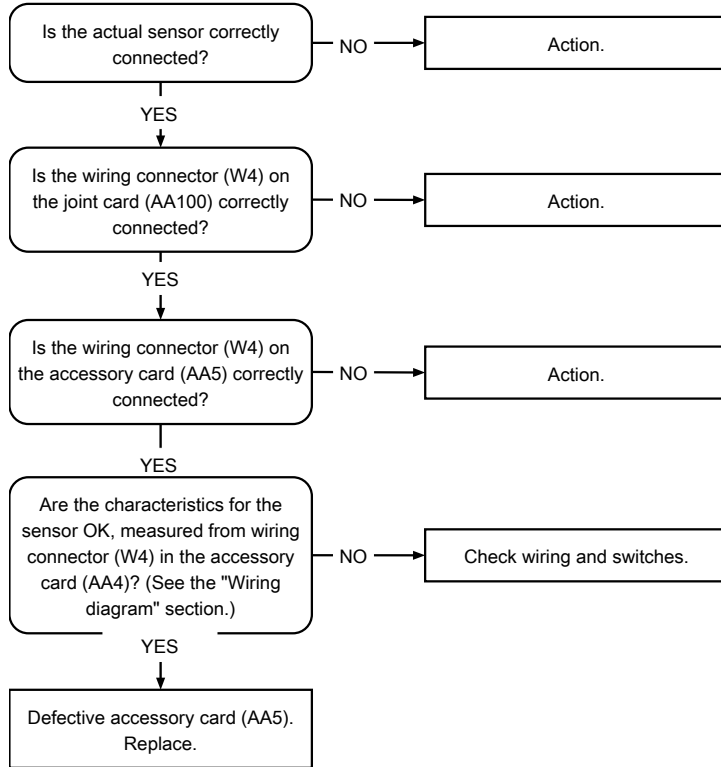 Is the actual sensor correctly
connected?
NO
Action.
YES
Is the wiring connector (W4) on
the joint card (AA100) correctly
connected?
NO
Action.
YES
Is the wiring connector (W4) on
the accessory card (AA5) correctly
connected?
NO
Action.
YES
Are the characteristics for the
sensor OK, measured from wiring
connector (W4) in the accessory
card (AA4)? (See the "Wiring
diagram" section.)
NO
Check wiring and switches.
YES
Defective accessory card (AA5).
Replace.